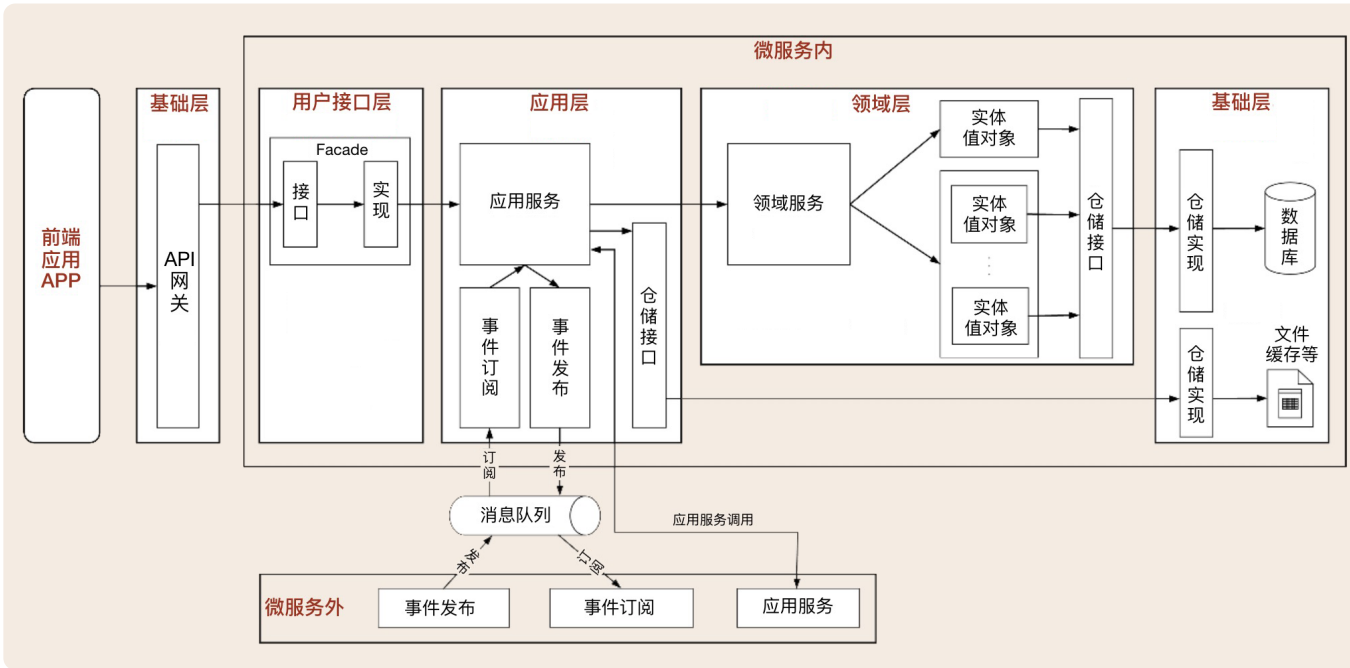 微服务内
前端
应用
APP
基础层
API
网
关
用户接口层
Facade
接
口
实
现
应用层
应用服务
事
件
订
阅
事
件
发
布
仓
储
接
口
领域层
领域服务
实体
值对象
实体
值对象
实体
值对象
仓
储
接
口
基础层
仓
储
实
现
数
据
库
仓
储
实
现
文件
缓存等
订
阅
发
布
消息队列
发布
订阅
应用服务调用
微服务外
事件发布
事件订阅
应用服务